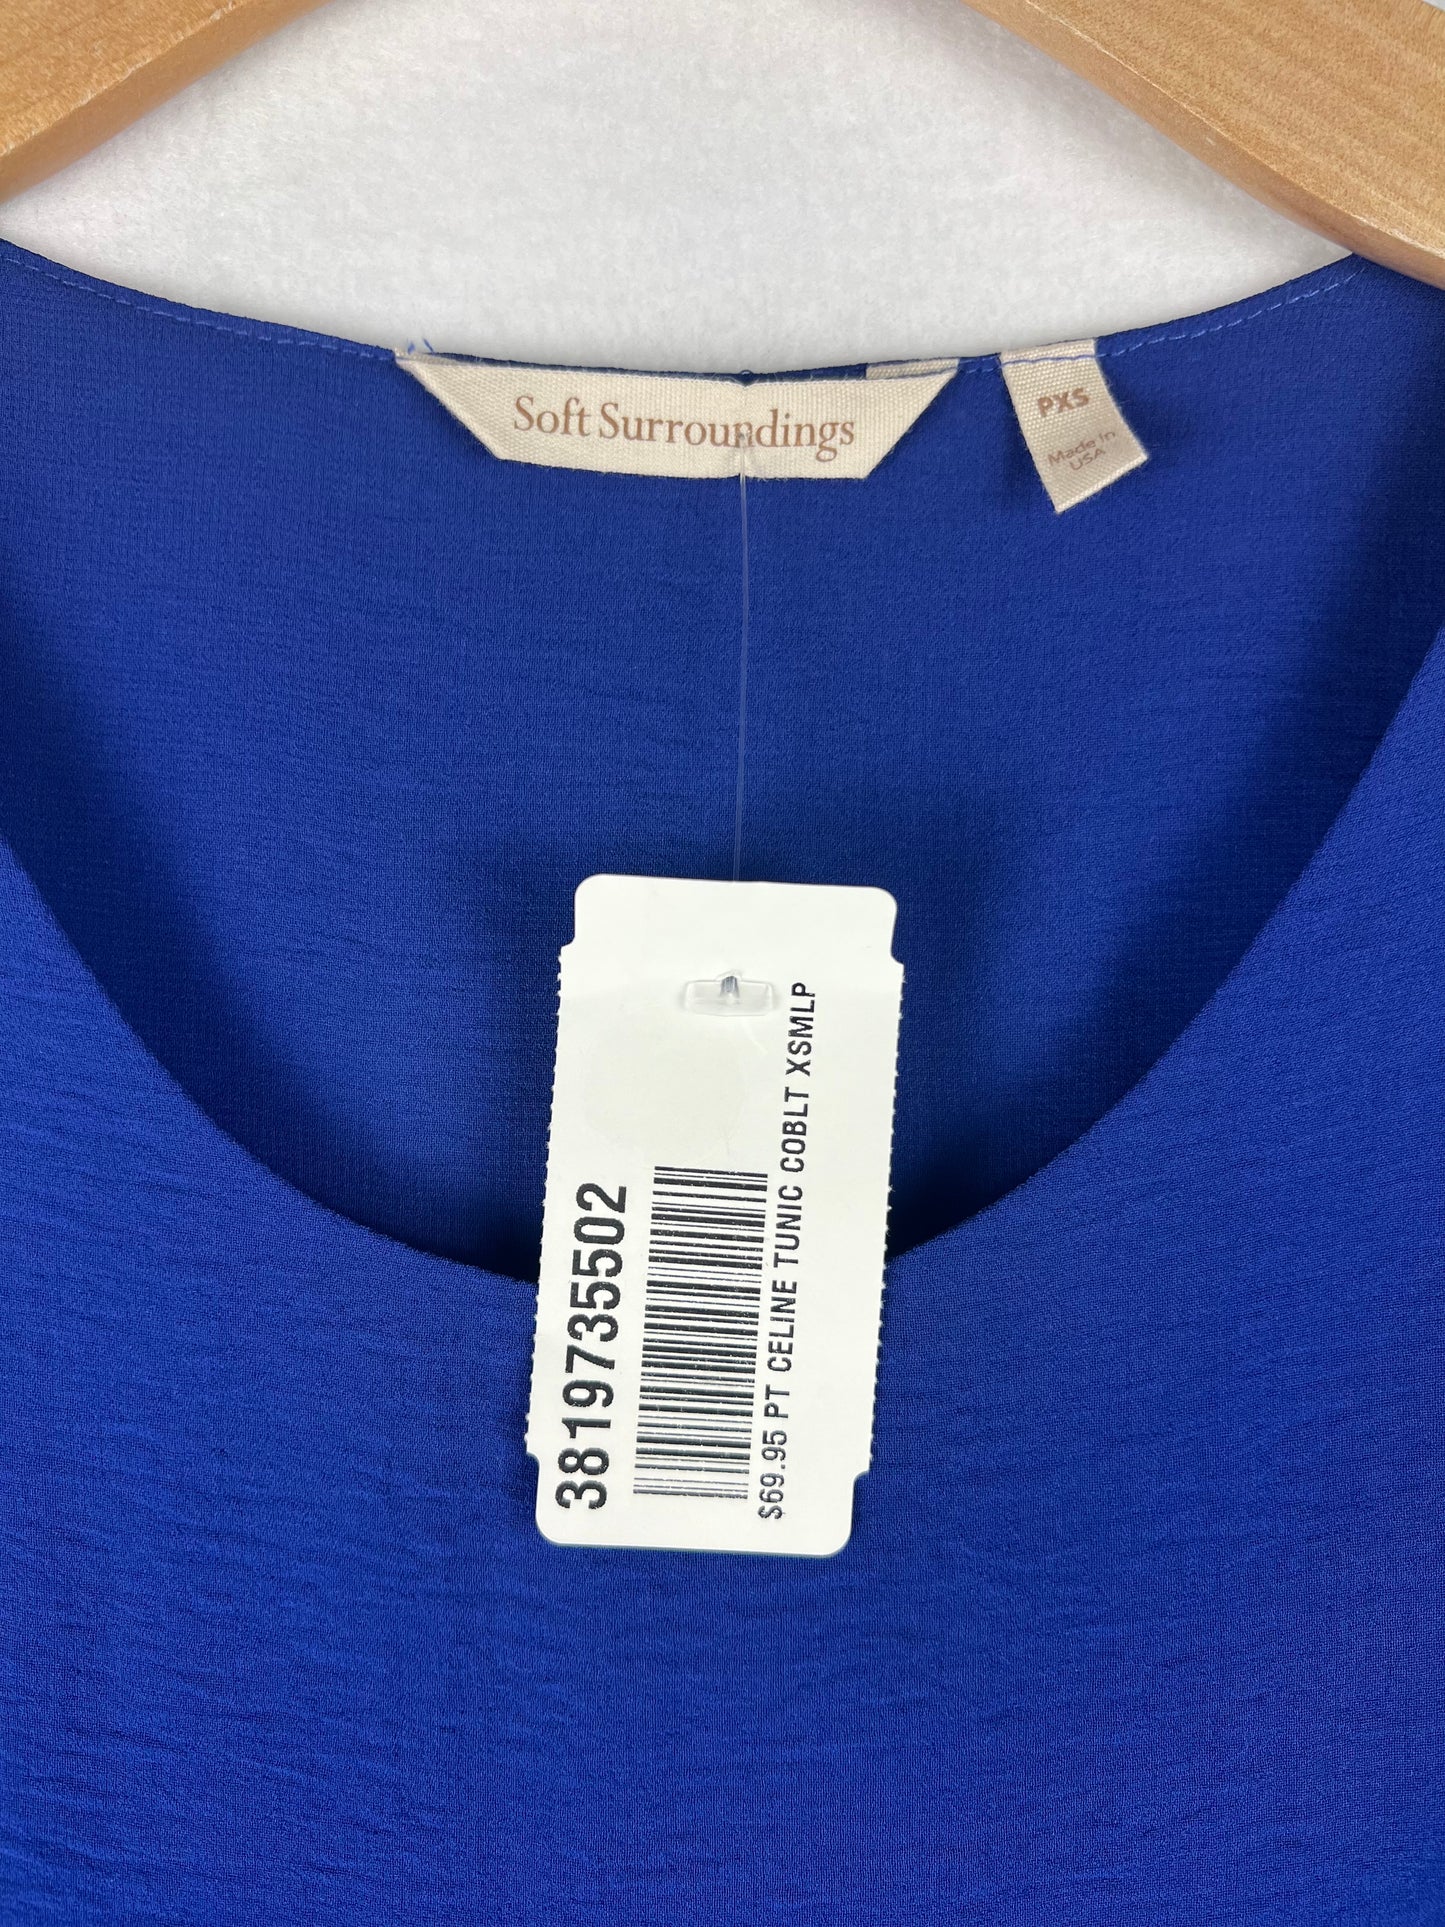 Soft Surroundings
PXS
Made in
USA
3819735502
$69.95 PT CELINE TUNIC COBLT XSMLP